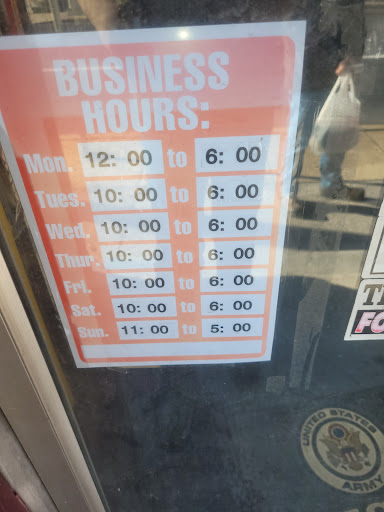 BUSINESS
HOURS:
Mon. 12: 00 to 6: 00
Tues. 10: 00 to 6: 00
Wed. 10: 00 to 6: 00
Thur. 10: 00 to 6: 00
Fri. 10: 00 to 6: 00
Sat. 10: 00 to 6: 00
Sun. 11: 00 to 5: 00
UNITED STATES
ARMY